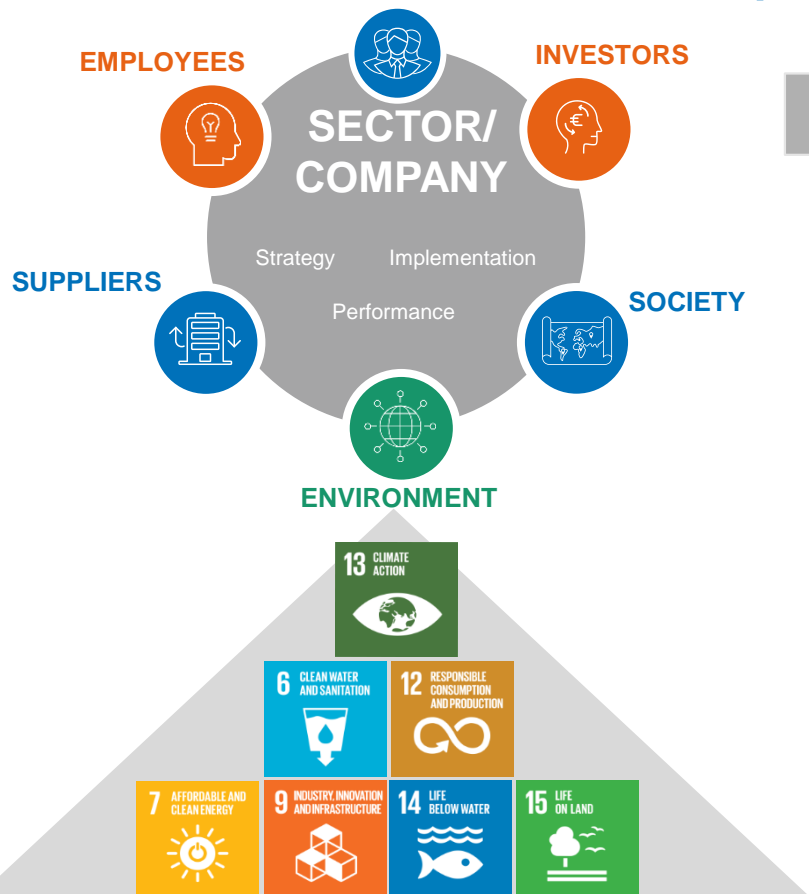 EMPLOYEES
INVESTORS
€
SECTOR/
COMPANY
Strategy
Implementation
Performance
SUPPLIERS
SOCIETY
ENVIRONMENT
13 CLIMATE
ACTION
6 CLEAN WATER
AND SANITATION
12 RESPONSIBLE
CONSUMPTION
AND PRODUCTION
7 AFFORDABLE AND
CLEAN ENERGY
9 INDUSTRY, INNOVATION
AND INFRASTRUCTURE
14 LIFE
BELOW WATER
15 LIFE
ON LAND